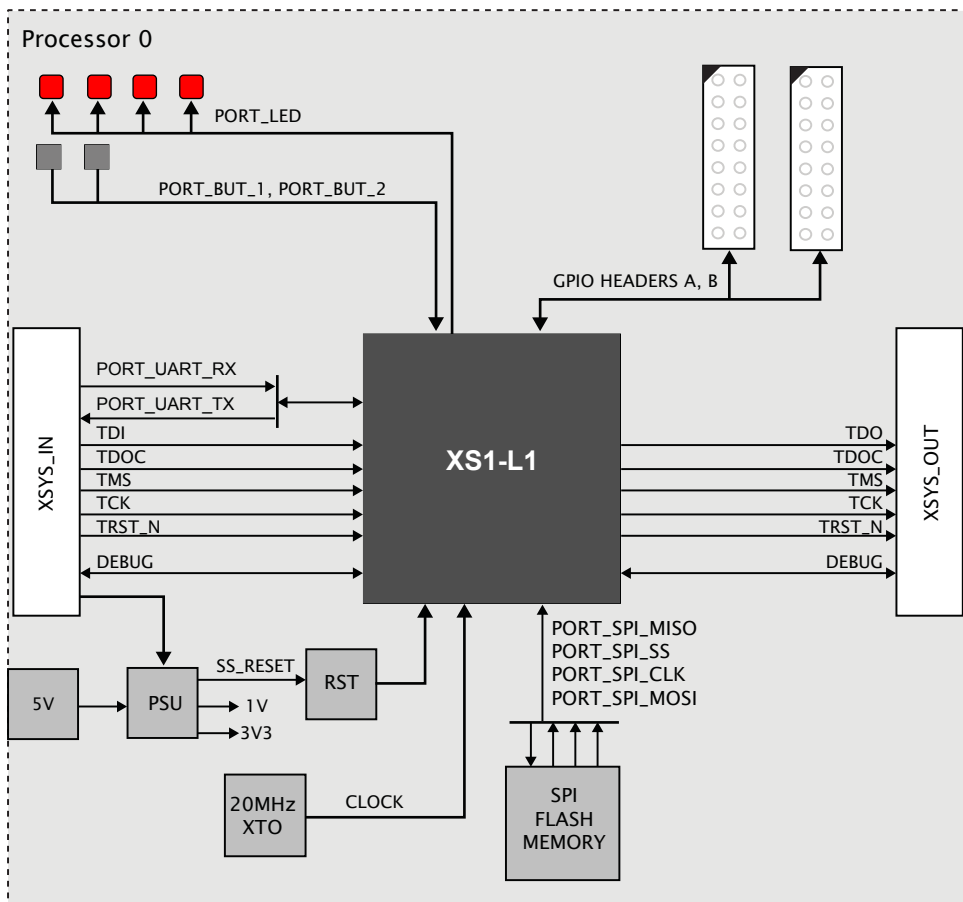 Processor 0
PORT_LED
PORT_BUT_1, PORT_BUT_2
GPIO HEADERS A, B
XSYS_IN
PORT_UART_RX
PORT_UART_TX
TDI
TDOC
TMS
TCK
TRST_N
DEBUG
XS1-L1
TDO
TDOC
TMS
TCK
TRST_N
DEBUG
XSYS_OUT
5V
PSU
SS_RESET
1V
3V3
RST
PORT_SPI_MISO
PORT_SPI_SS
PORT_SPI_CLK
PORT_SPI_MOSI
20MHz
XTO
CLOCK
SPI
FLASH
MEMORY